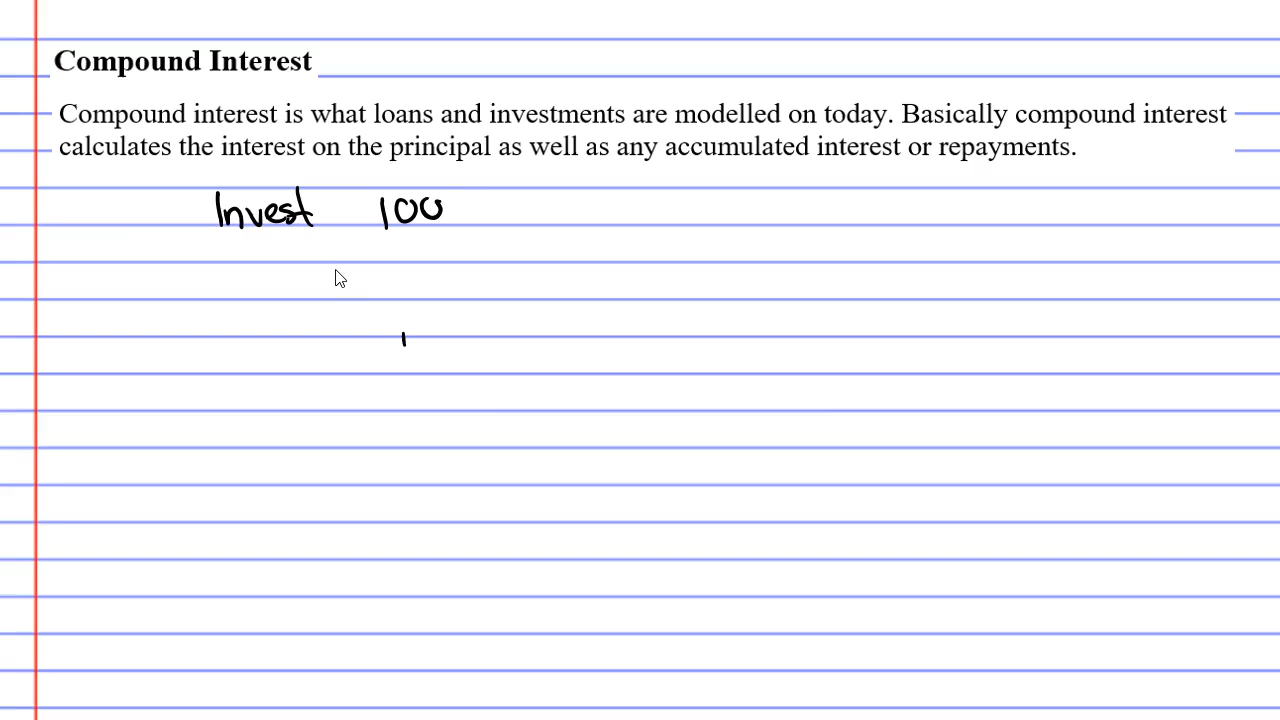 Compound Interest
Compound interest is what loans and investments are modelled on today. Basically compound interest
calculates the interest on the principal as well as any accumulated interest or repayments.
Invest 100